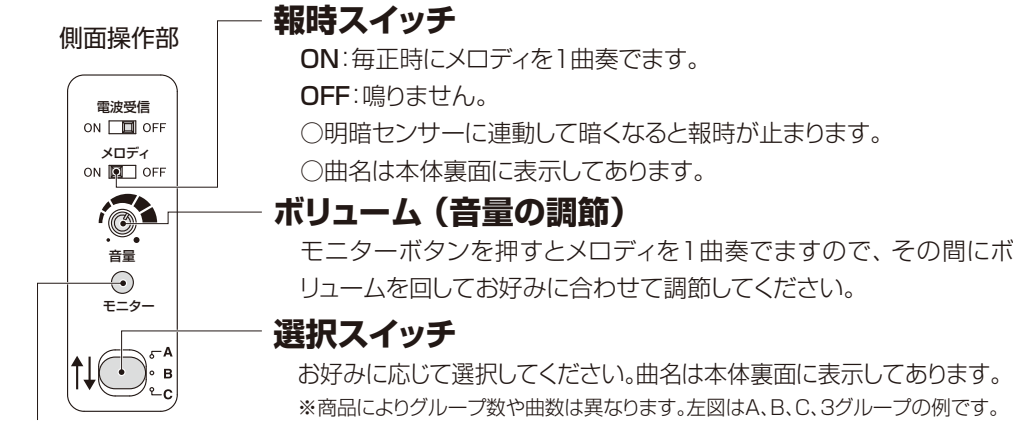 側面操作部
電波受信
ON OFF
メロディ
ON OFF
音量
モニター
A
B
C
報時スイッチ
ON:毎正時にメロディを1曲奏でます。
OFF:鳴りません。
○明暗センサーに連動して暗くなると報時が止まります。
○曲名は本体裏面に表示してあります。
ボリューム(音量の調節)
モニターボタンを押すとメロディを1曲奏でますので、その間にボ
リュームを回してお好みに合わせて調節してください。
選択スイッチ
お好みに応じて選択してください。曲名は本体裏面に表示してあります。
※商品によりグループ数や曲数は異なります。左図はA、B、C、3グループの例です。